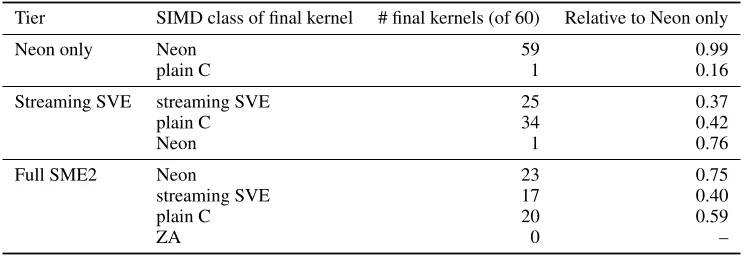 Tier SIMD class of final kernel # final kernels (of 60) Relative to Neon only
Neon only Neon 59 0.99
plain C 1 0.16
Streaming SVE streaming SVE 25 0.37
plain C 34 0.42
Neon 1 0.76
Full SME2 Neon 23 0.75
streaming SVE 17 0.40
plain C 20 0.59
ZA 0 –